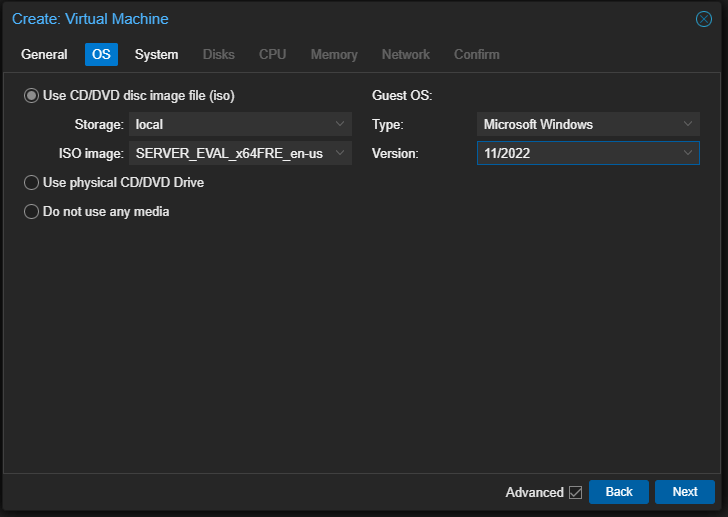 Create: Virtual Machine
General OS System Disks CPU Memory Network Confirm
Use CD/DVD disc image file (iso) Guest OS:
Storage: local Type: Microsoft Windows
ISO image: SERVER_EVAL_x64FRE_en-us Version: 11/2022
Use physical CD/DVD Drive
Do not use any media
Advanced Back Next